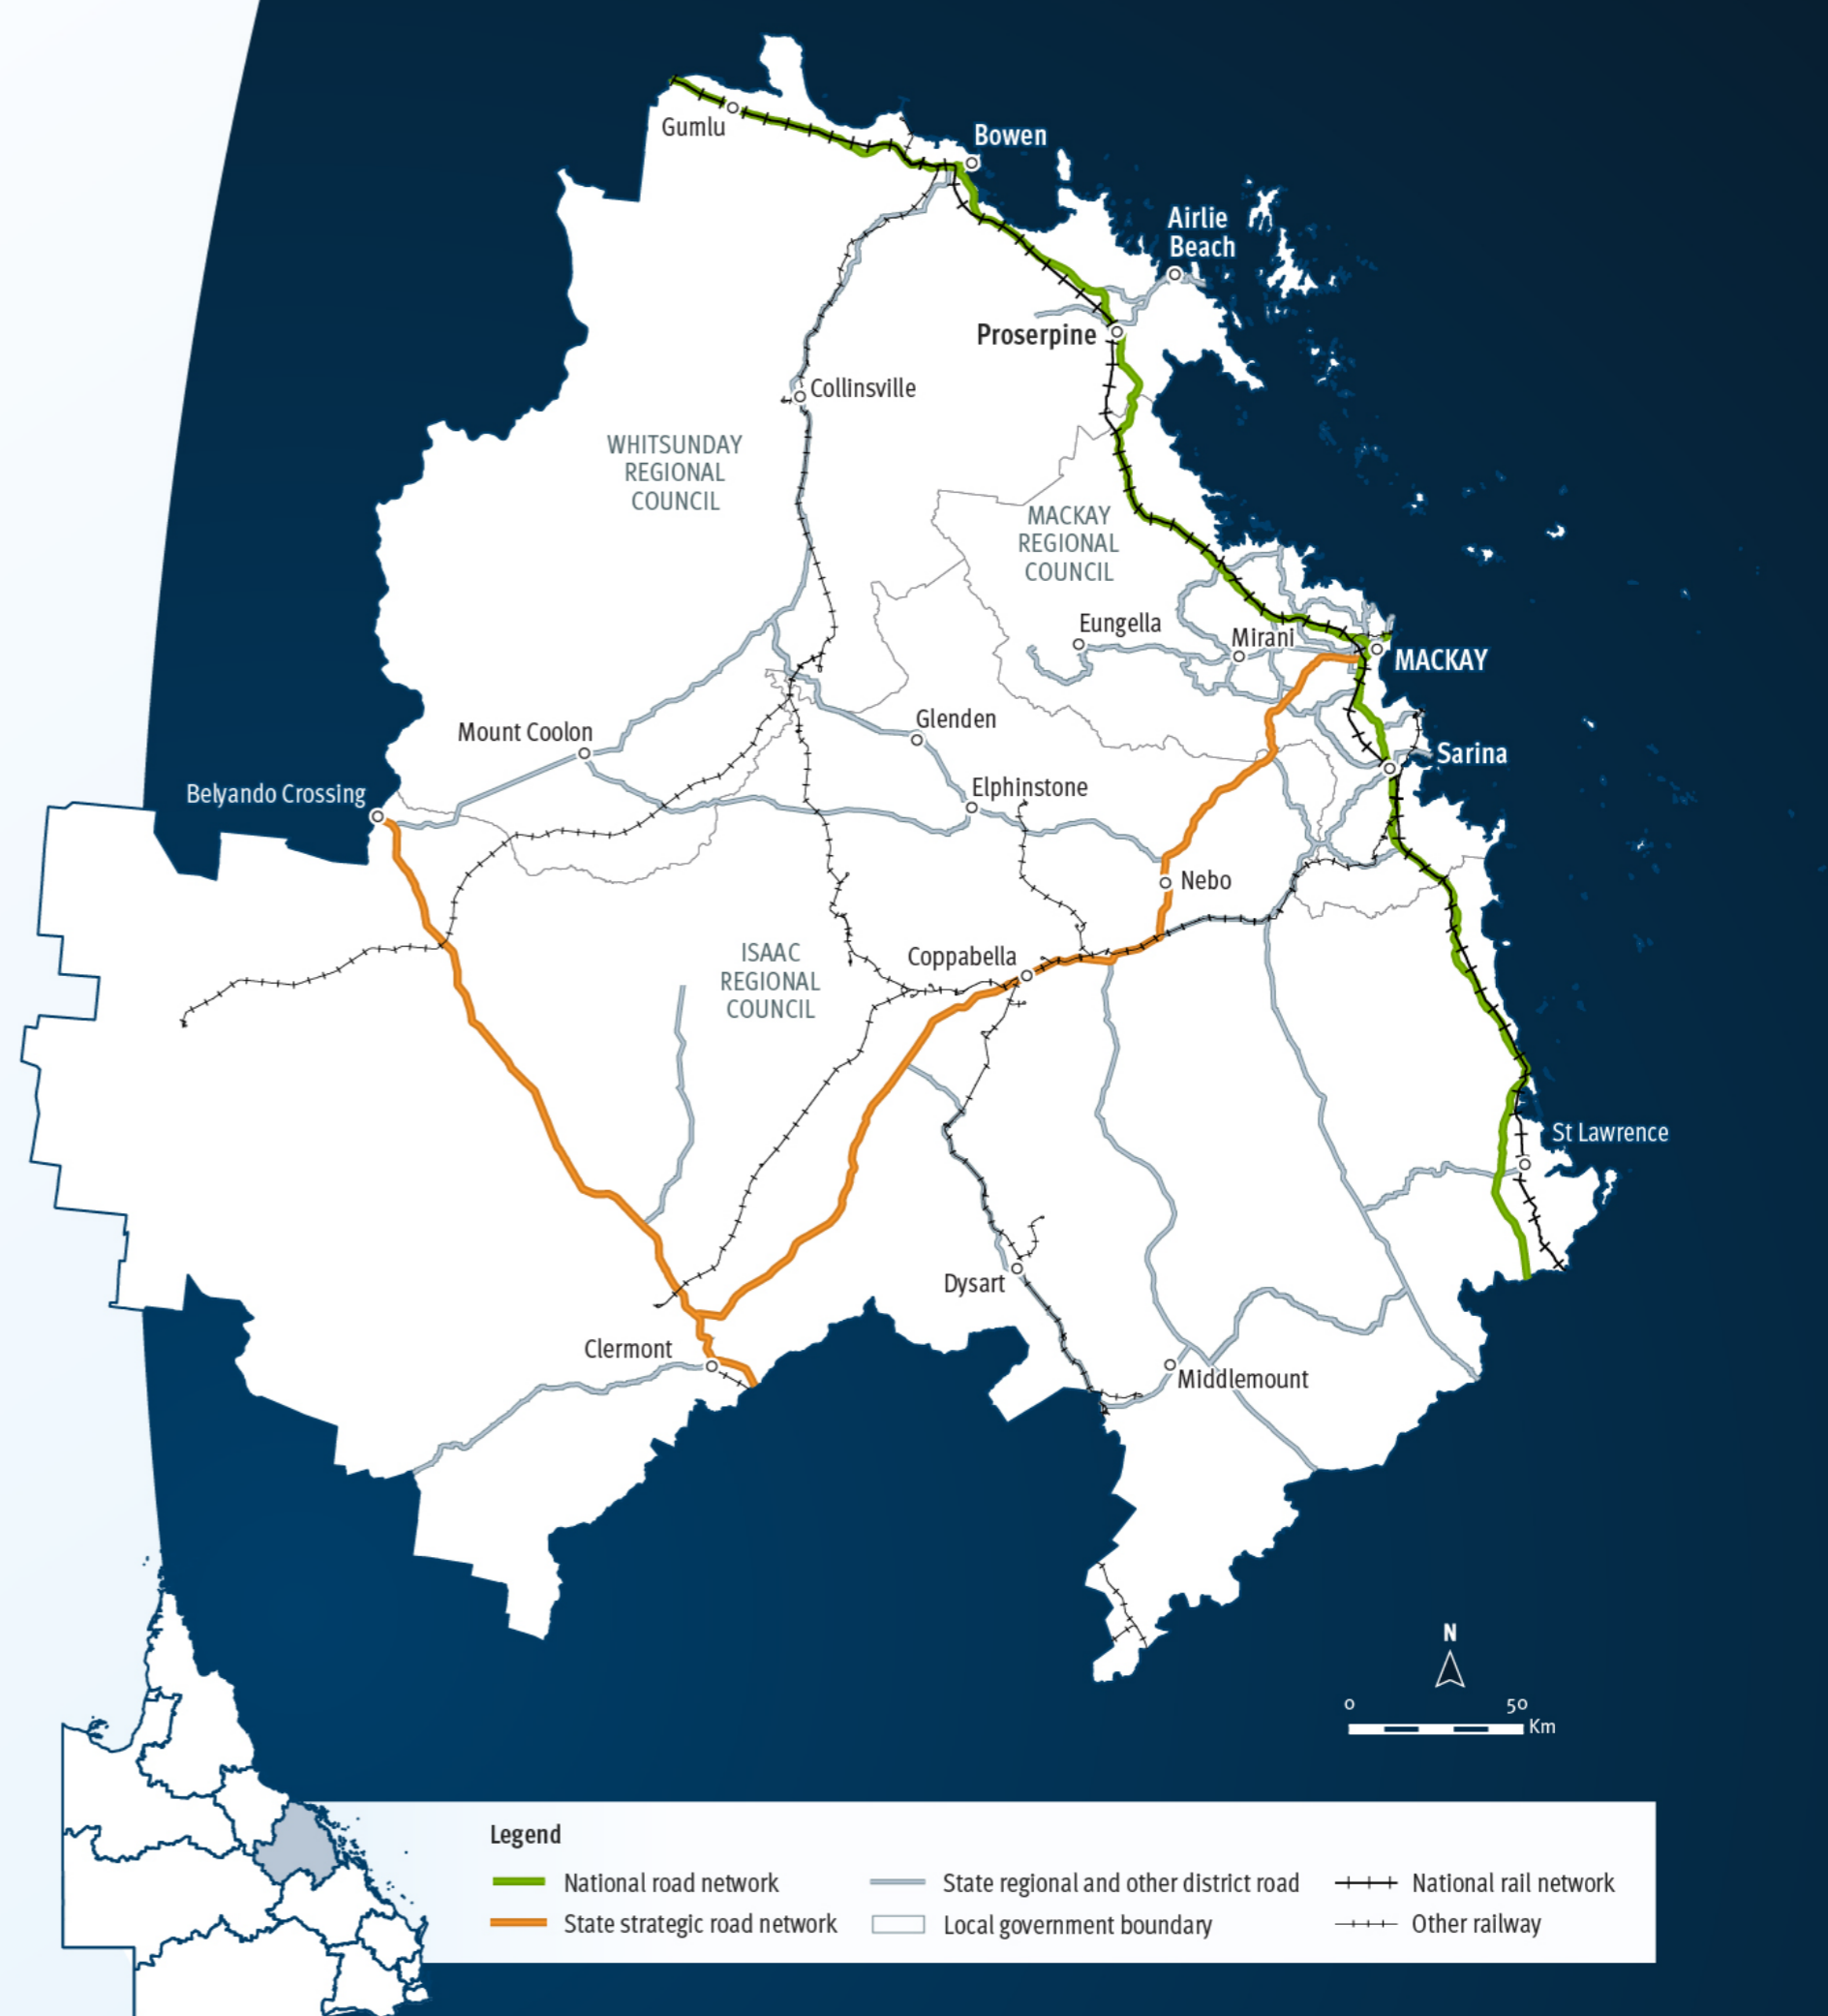 Gumlu
Bowen
Airlie
Beach
Proserpine
Collinsville
WHITSUNDAY
REGIONAL
COUNCIL
MACKAY
REGIONAL
COUNCIL
Eungella
Mirani
MACKAY
Mount Coolon
Glenden
Sarina
Belyando Crossing
Elphinstone
Nebo
ISAAC
REGIONAL
COUNCIL
Coppabella
St Lawrence
Dysart
Clermont
Middlemount
N
0 50
Km
Legend
National road network
State strategic road network
State regional and other district road
Local government boundary
National rail network
Other railway